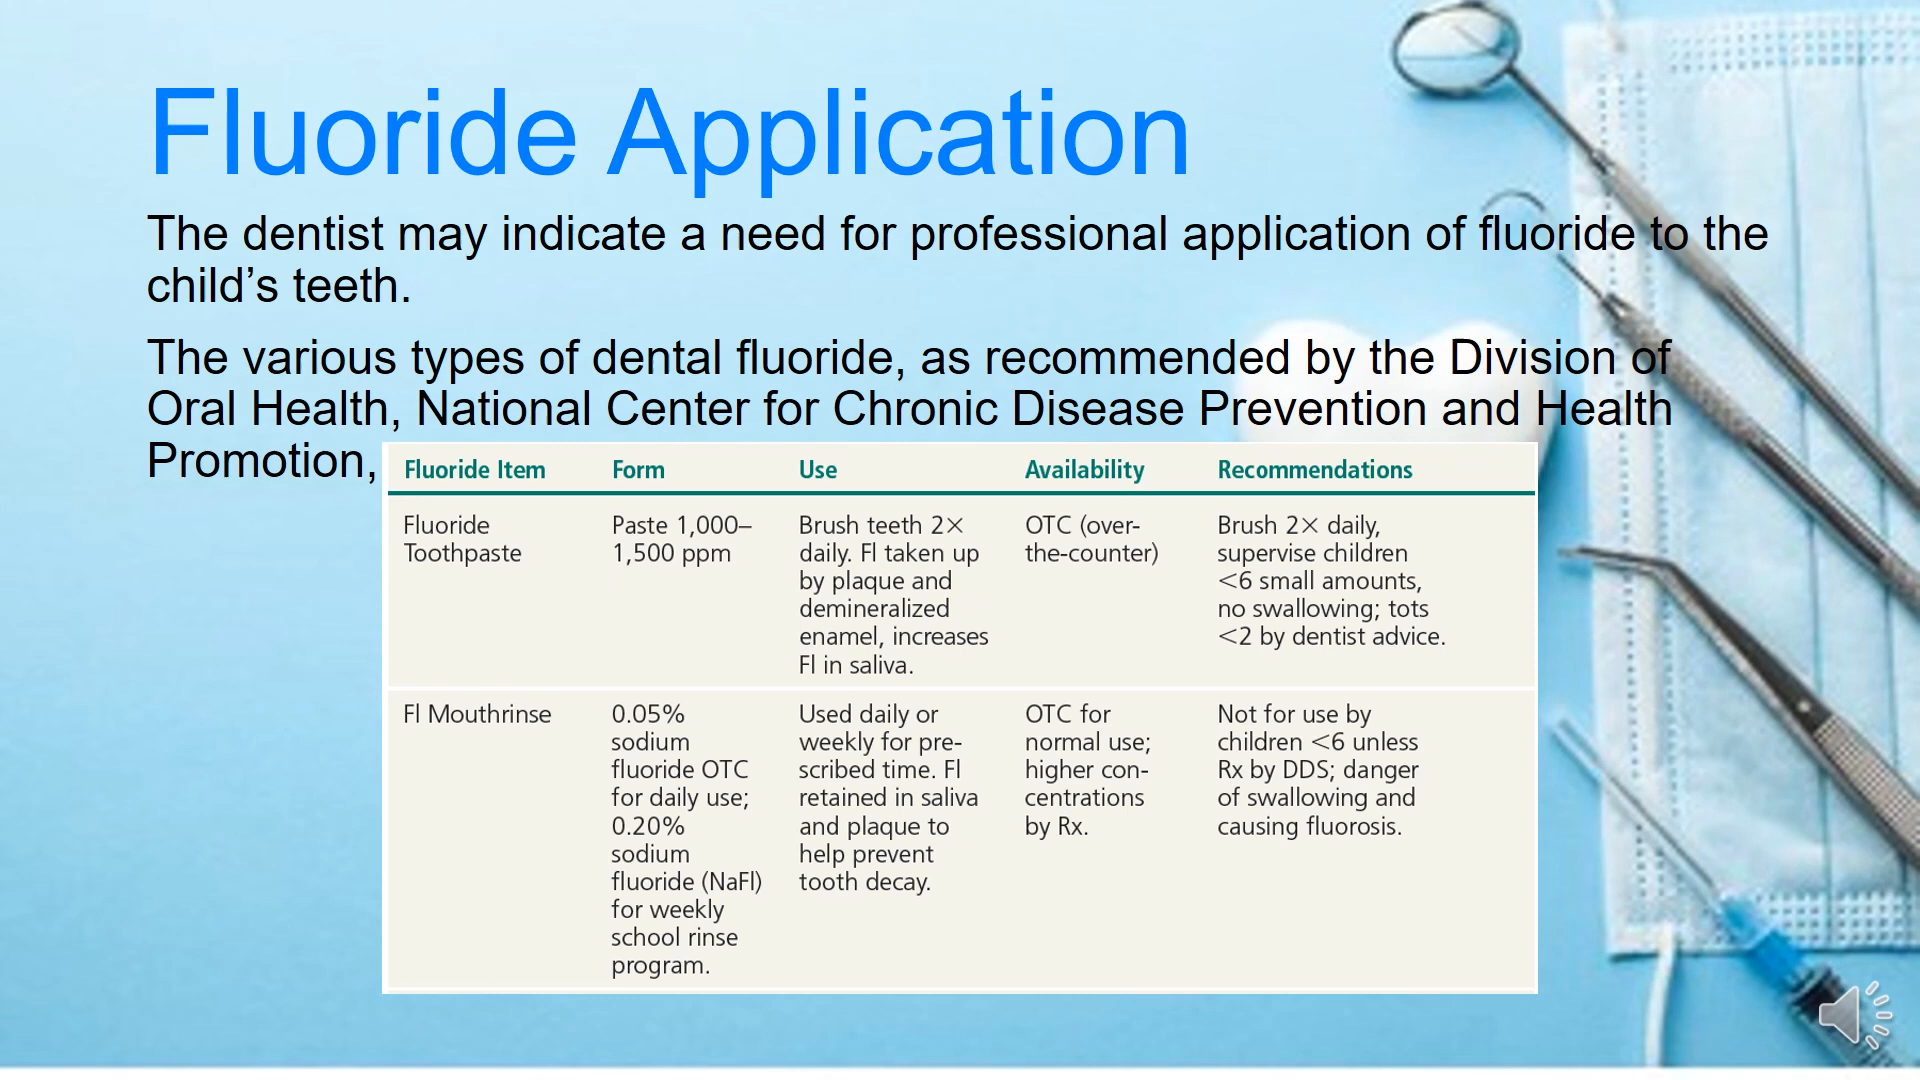 Fluoride Application
The dentist may indicate a need for professional application of fluoride to the
child’s teeth.
The various types of dental fluoride, as recommended by the Division of
Oral Health, National Center for Chronic Disease Prevention and Health
Promotion,
Fluoride Item Form Use Availability Recommendations
Fluoride Paste 1,000– Brush teeth 2× OTC (over- Brush 2× daily,
Toothpaste 1,500 ppm daily. Fl taken up the-counter) supervise children
by plaque and <6 small amounts,
demineralized no swallowing; tots
enamel, increases <2 by dentist advice.
Fl in saliva.
Fl Mouthrinse 0.05% Used daily or OTC for Not for use by
sodium weekly for pre- normal use; children <6 unless
fluoride OTC scribed time. Fl higher con- Rx by DDS; danger
for daily use; retained in saliva centrations of swallowing and
0.20% and plaque to by Rx. causing fluorosis.
sodium help prevent
fluoride (NaFl) tooth decay.
for weekly
school rinse
program.